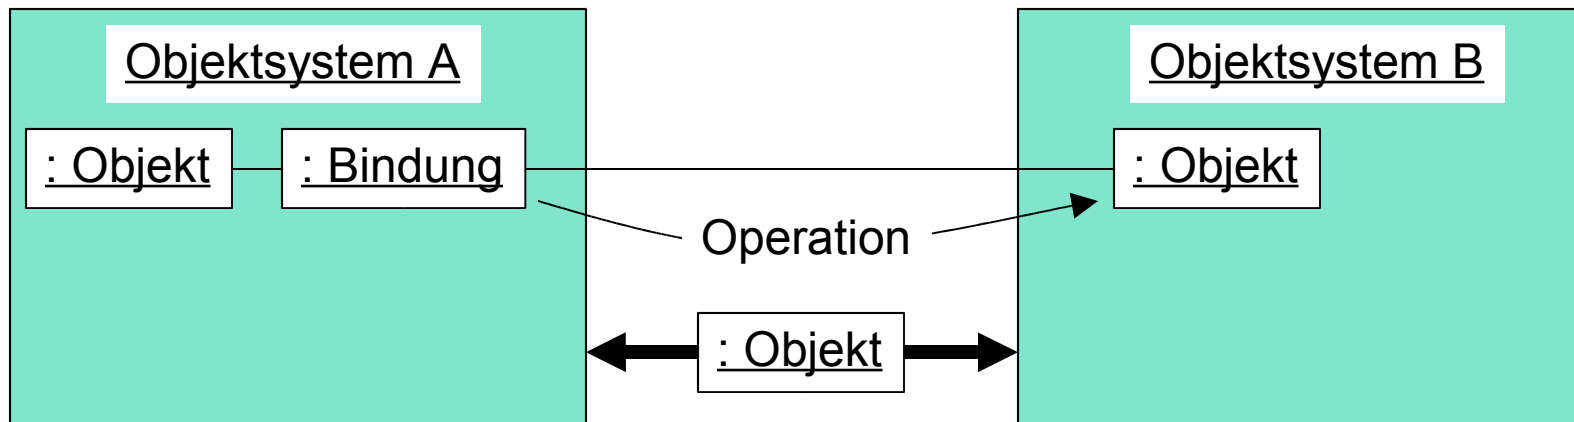 Objektsystem A
Objektsystem B
: Objekt
: Bindung
: Objekt
Operation
: Objekt